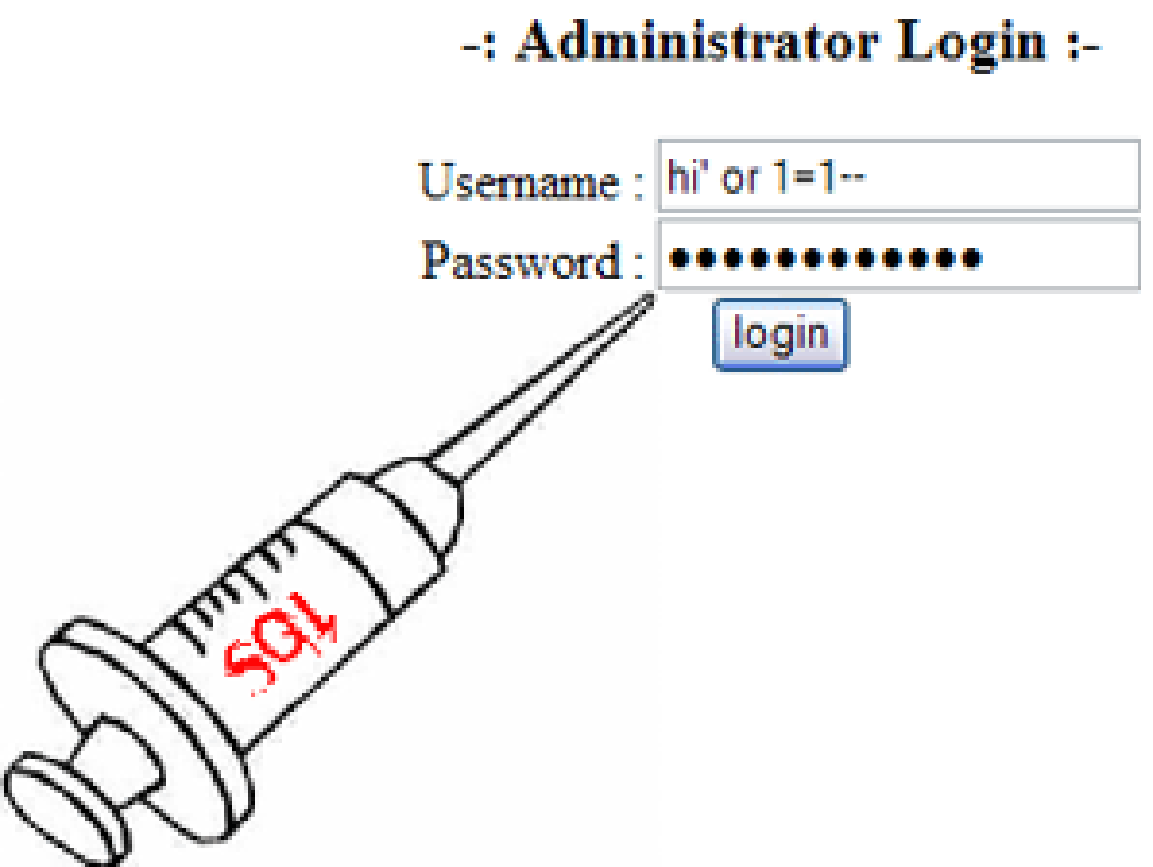 -: Administrator Login :-
Username : hi' or 1=1--
Password : ••••••••••••
login
SQL